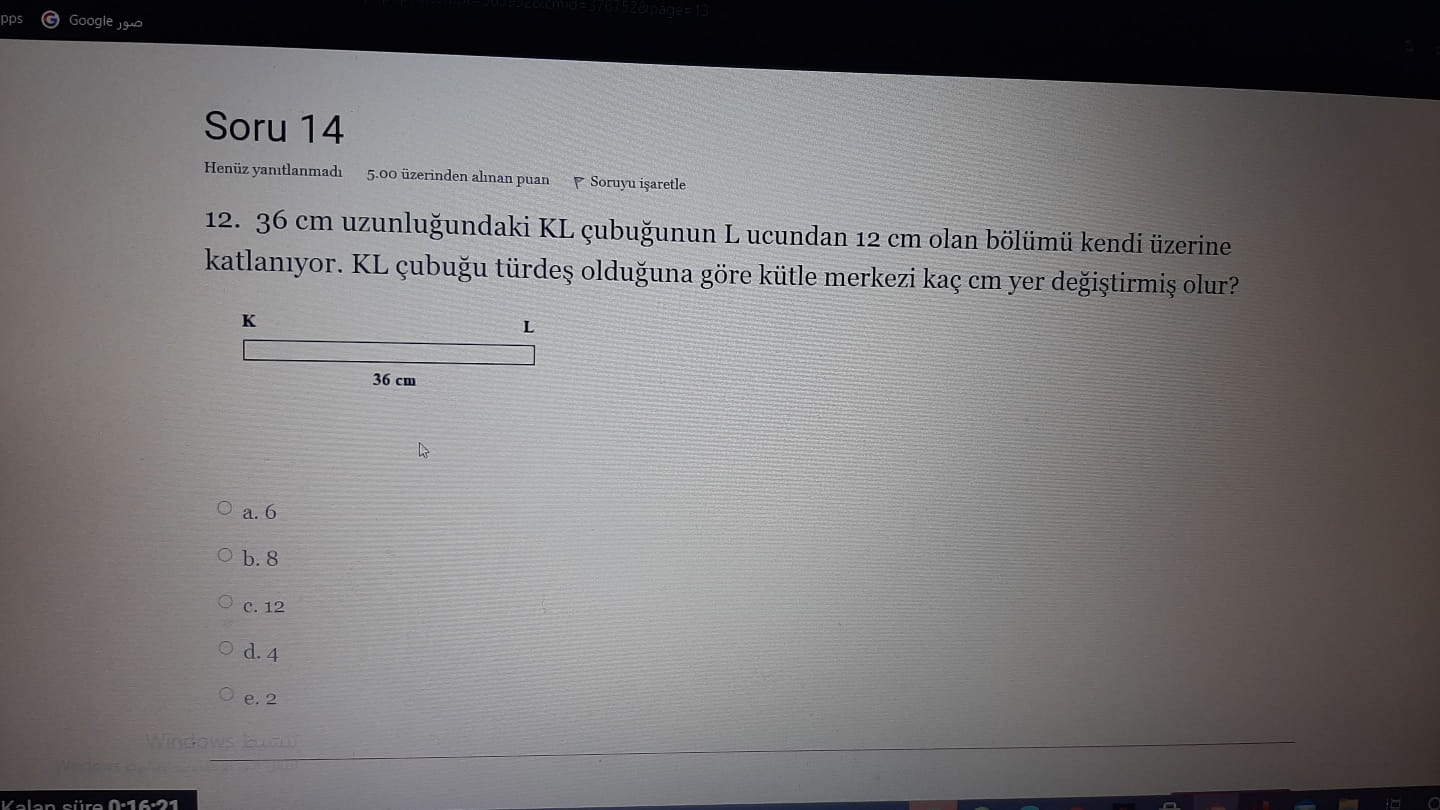 pps Google صور
Soru 14
Henüz yanıtlanmadı 5.00 üzerinden alınan puan Soruyu işaretle
12. 36 cm uzunluğundaki KL çubuğunun L ucundan 12 cm olan bölümü kendi üzerine
katlanıyor. KL çubuğu türdeş olduğuna göre kütle merkezi kaç cm yer değiştirmiş olur?
K L
36 cm
a. 6
b. 8
c. 12
d. 4
e. 2
Windows تنشيط
Kalan süre 0:16:21